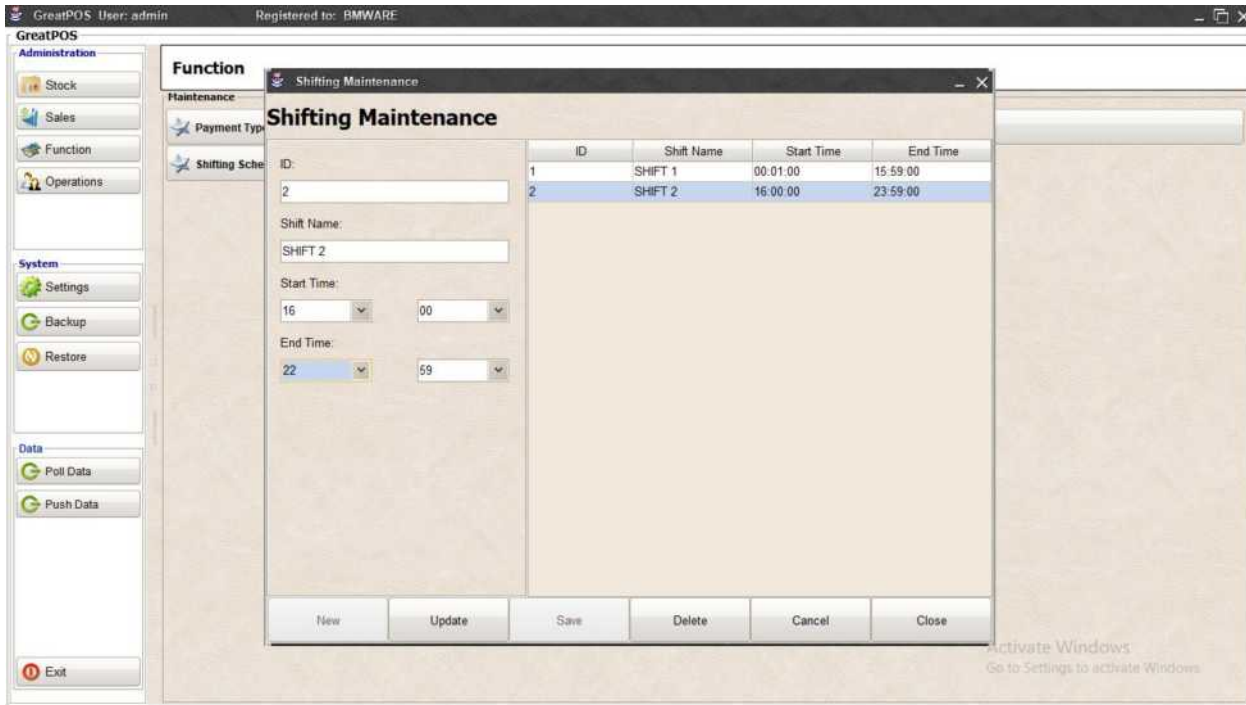 GreatPOS User: admin Registered to: BMWARE
GreatPOS
Administration
Stock
Sales
Function
Operations
System
Settings
Backup
Restore
Data
Poll Data
Push Data
Exit
Function
Maintenance
Payment Typ
Shifting Sche
Shifting Maintenance
Shifting Maintenance
ID:
2
Shift Name:
SHIFT 2
Start Time:
16 00
End Time:
22 59
ID Shift Name Start Time End Time
1 SHIFT 1 00:01:00 15:59:00
2 SHIFT 2 16:00:00 23:59:00
New Update Save Delete Cancel Close
Activate Windows
Go to Settings to activate Windows.